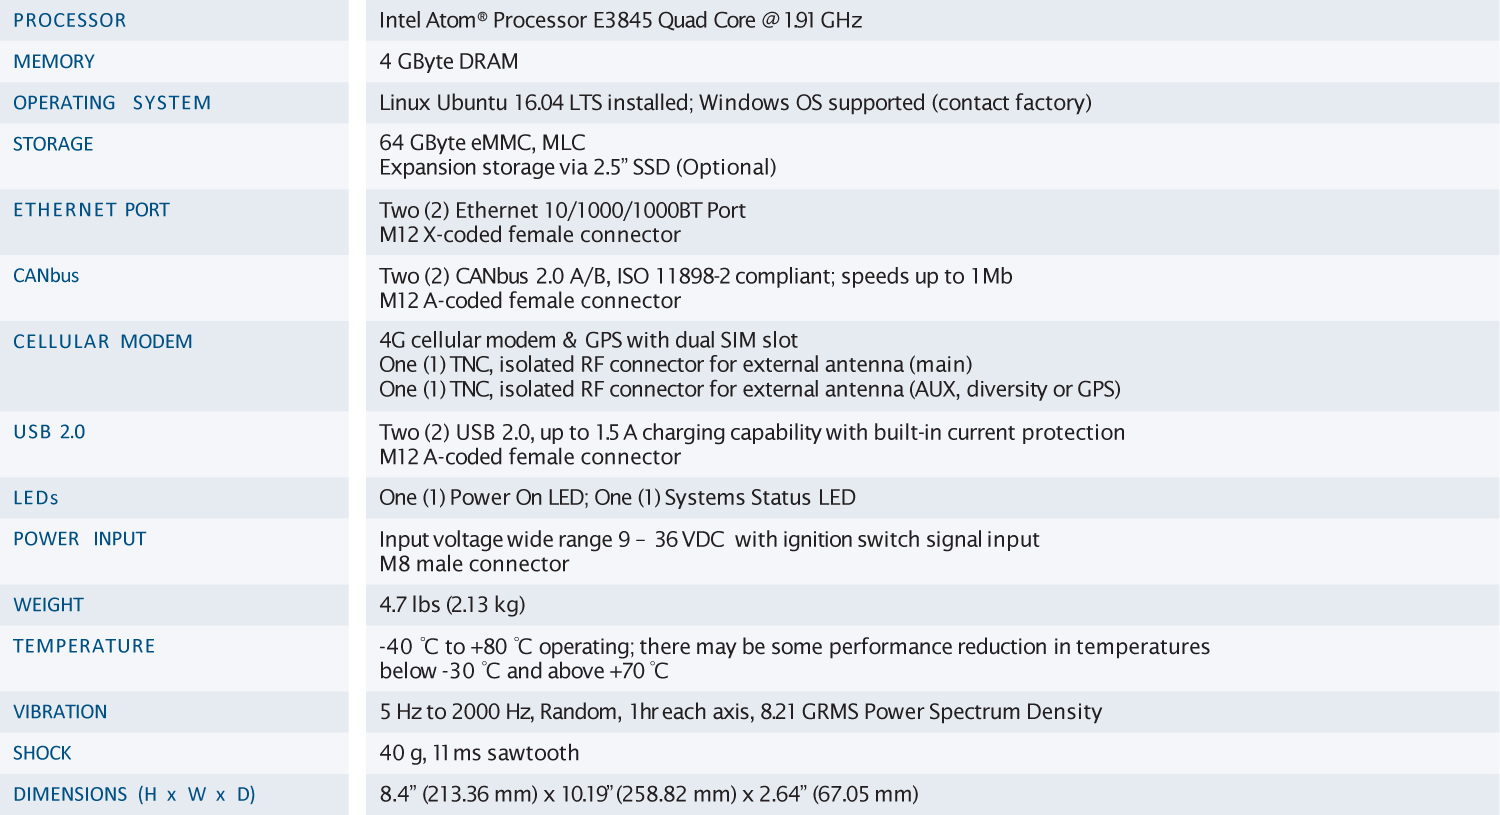 PROCESSOR Intel Atom® Processor E3845 Quad Core @ 1.91 GHz
MEMORY 4 GByte DRAM
OPERATING SYSTEM Linux Ubuntu 16.04 LTS installed; Windows OS supported (contact factory)
STORAGE 64 GByte eMMC, MLC
Expansion storage via 2.5” SSD (Optional)
ETHERNET PORT Two (2) Ethernet 10/1000/1000BT Port
M12 X-coded female connector
CANbus Two (2) CANbus 2.0 A/B, ISO 11898-2 compliant; speeds up to 1Mb
M12 A-coded female connector
CELLULAR MODEM 4G cellular modem & GPS with dual SIM slot
One (1) TNC, isolated RF connector for external antenna (main)
One (1) TNC, isolated RF connector for external antenna (AUX, diversity or GPS)
USB 2.0 Two (2) USB 2.0, up to 1.5 A charging capability with built-in current protection
M12 A-coded female connector
LEDs One (1) Power On LED; One (1) Systems Status LED
POWER INPUT Input voltage wide range 9 – 36 VDC with ignition switch signal input
M8 male connector
WEIGHT 4.7 lbs (2.13 kg)
TEMPERATURE -40 °C to +80 °C operating; there may be some performance reduction in temperatures
below -30 °C and above +70 °C
VIBRATION 5 Hz to 2000 Hz, Random, 1hr each axis, 8.21 GRMS Power Spectrum Density
SHOCK 40 g, 11 ms sawtooth
DIMENSIONS (H x W x D) 8.4” (213.36 mm) x 10.19” (258.82 mm) x 2.64” (67.05 mm)